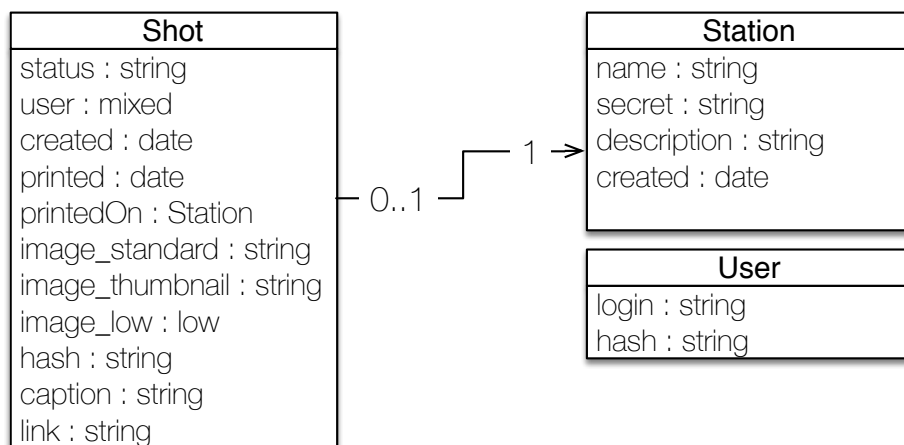 Shot
status : string
user : mixed
created : date
printed : date
printedOn : Station
image_standard : string
image_thumbnail : string
image_low : low
hash : string
caption : string
link : string
0..1
1
Station
name : string
secret : string
description : string
created : date
User
login : string
hash : string